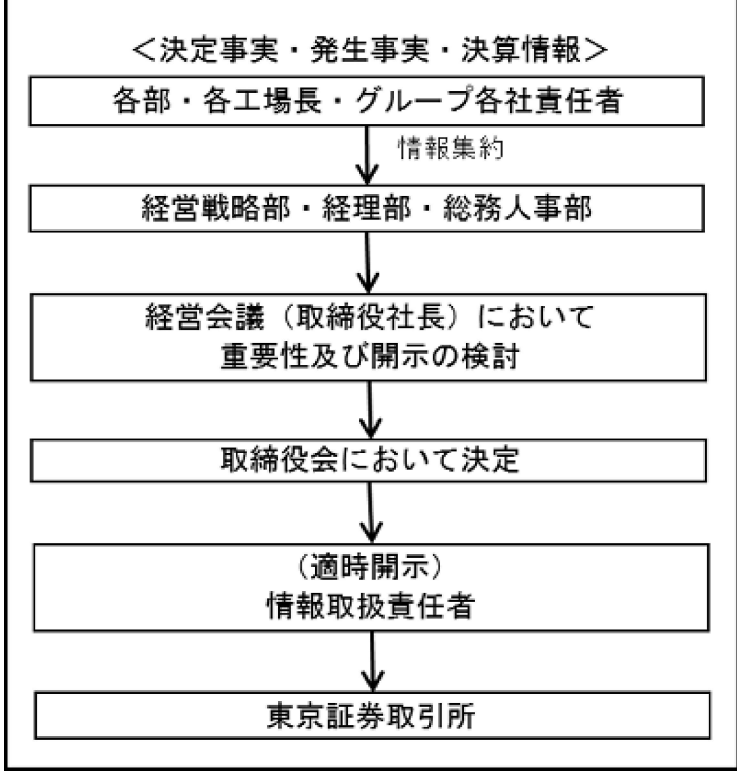 ＜決定事実・発生事実・決算情報＞
各部・各工場長・グループ各社責任者
情報集約
経営戦略部・経理部・総務人事部
経営会議（取締役社長）において
重要性及び開示の検討
取締役会において決定
（適時開示）
情報取扱責任者
東京証券取引所